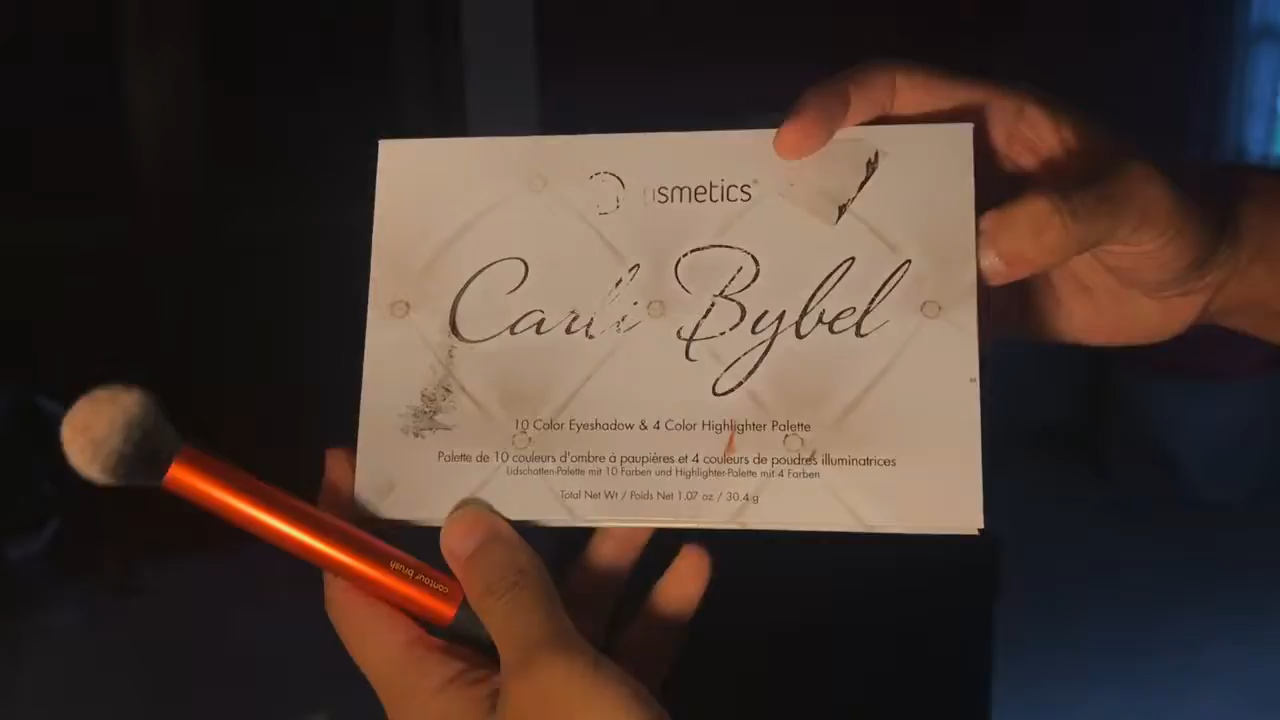 smetics
Carli Bybel
10 Color Eyeshadow & 4 Color Highlighter Palette
Palette de 10 couleurs d'ombre à paupières et 4 couleurs de poudres illuminatrices
Lidschatten-Palette mit 10 Farben und Highlighter-Palette mit 4 Farben
Total Net Wt / Poids Net 1.07 oz / 30.4 g
contour brush